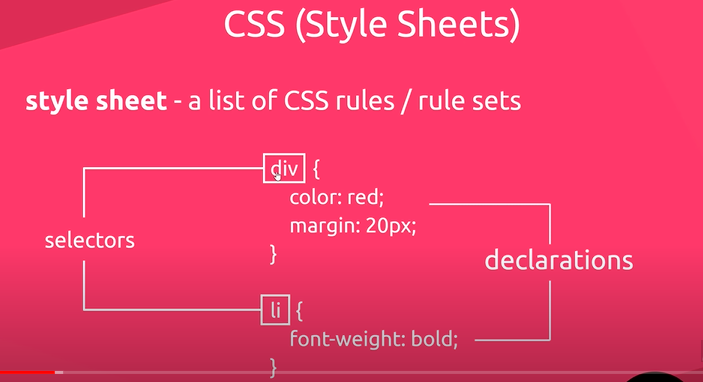 CSS (Style Sheets)
style sheet - a list of CSS rules / rule sets
div {
color: red;
margin: 20px;
}
selectors
declarations
li {
font-weight: bold;
}